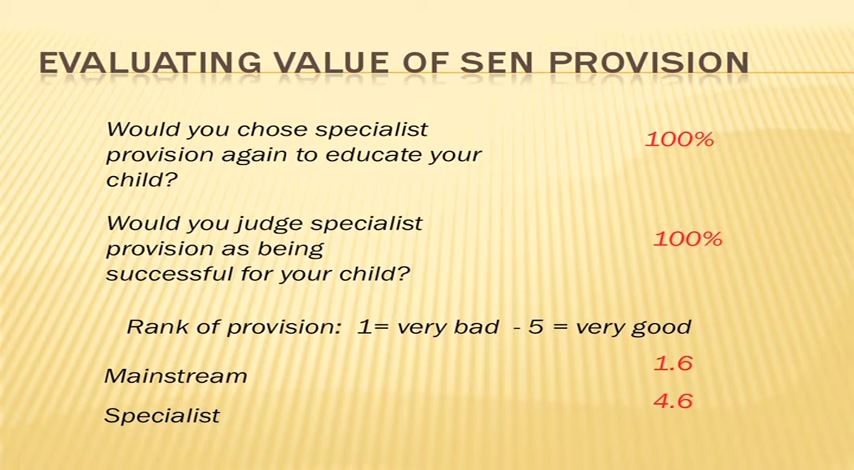 EVALUATING VALUE OF SEN PROVISION
Would you chose specialist
provision again to educate your
child?
100%
Would you judge specialist
provision as being
successful for your child?
100%
Rank of provision:  1= very bad  - 5 = very good
Mainstream
1.6
Specialist
4.6